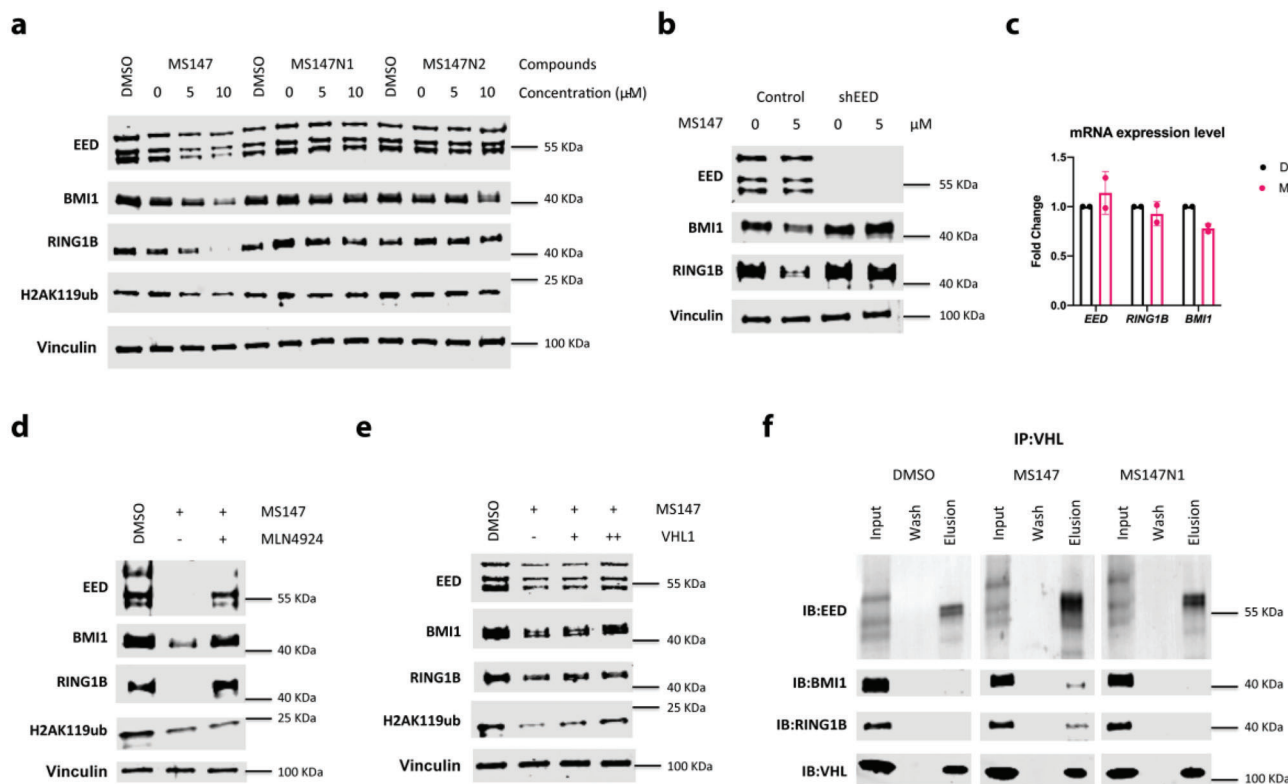 a
DMSO MS147 DMSO MS147N1 DMSO MS147N2 Compounds
0 5 10 0 5 10 0 5 10 Concentration (µM)
EED 55 KDa
BMI1 40 KDa
RING1B 40 KDa
25 KDa
H2AK119ub
Vinculin 100 KDa
b
Control shEED
MS147 0 5 0 5 µM
EED 55 KDa
BMI1 40 KDa
RING1B 40 KDa
Vinculin 100 KDa
c
mRNA expression level
D
M
Fold Change
1.5
1.0
0.5
0.0
EED RING1B BMI1
d
DMSO + + MS147
- + MLN4924
EED 55 KDa
BMI1 40 KDa
RING1B 40 KDa
25 KDa
H2AK119ub
Vinculin 100 KDa
e
DMSO + + + MS147
- + ++ VHL1
EED 55 KDa
BMI1 40 KDa
RING1B 40 KDa
25 KDa
H2AK119ub
Vinculin 100 KDa
f
IP:VHL
DMSO MS147 MS147N1
Input Wash Elusion Input Wash Elusion Input Wash Elusion
IB:EED 55 KDa
IB:BMI1 40 KDa
IB:RING1B 40 KDa
IB:VHL 100 KDa